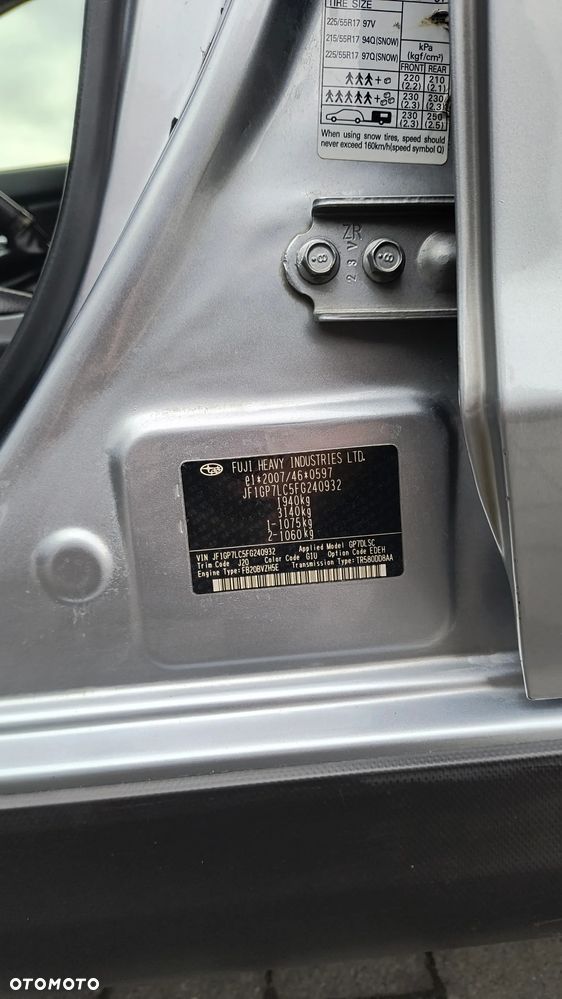 TIRE SIZE
225/55R17 97V
215/55R17 94Q(SNOW)
225/55R17 97Q(SNOW)
kPa
(kgf/cm²)
FRONT REAR
220 210
(2.2) (2.1)
230 230
(2.3) (2.3)
230 250
(2.3) (2.5)
When using snow tires, speed should
never exceed 160km/h(speed symbol Q)
ZR
2 3 V
8 8
SUBARU
FUJI HEAVY INDUSTRIES LTD.
e1*2007/46*0597
JF1GP7LC5FG240932
1940kg
3140kg
1-1075kg
2-1060kg
VIN JF1GP7LC5FG240932 Applied Model GP7DLSC
Trim Code J20 Color Code G1U Option Code EDEH
Engine Type:FB20BVZH5E Transmission Type:TR580DD8AA
OTOMOTO